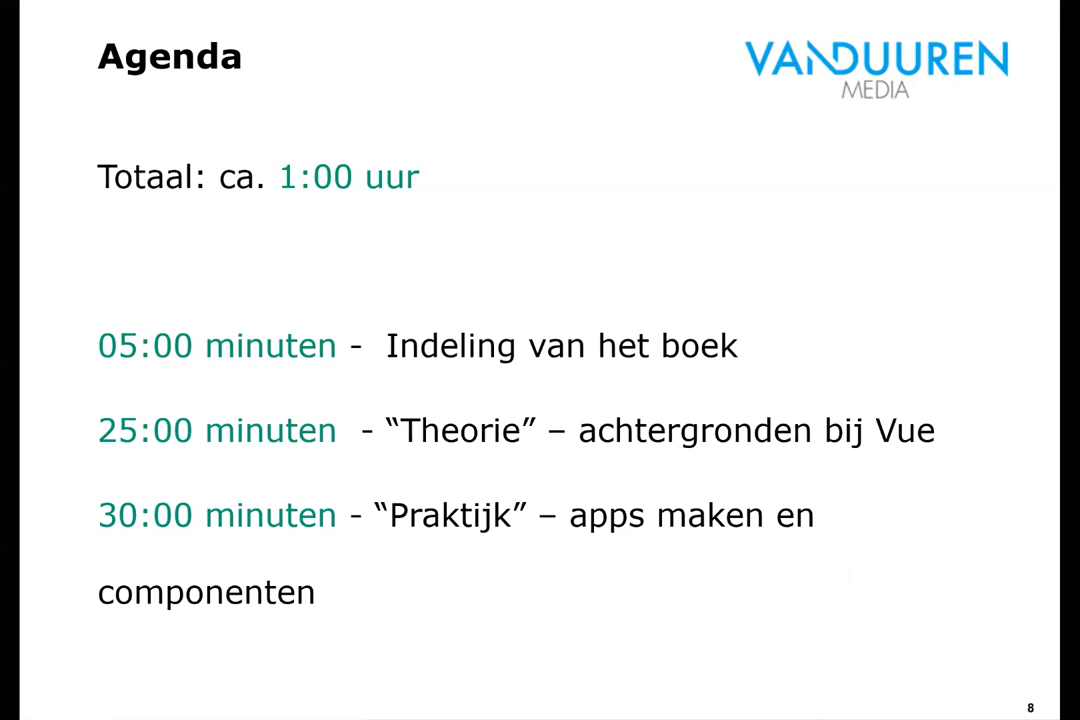 Agenda
VANDUUREN
MEDIA
Totaal: ca. 1:00 uur
05:00 minuten - Indeling van het boek
25:00 minuten - “Theorie” – achtergronden bij Vue
30:00 minuten - “Praktijk” – apps maken en
componenten
8